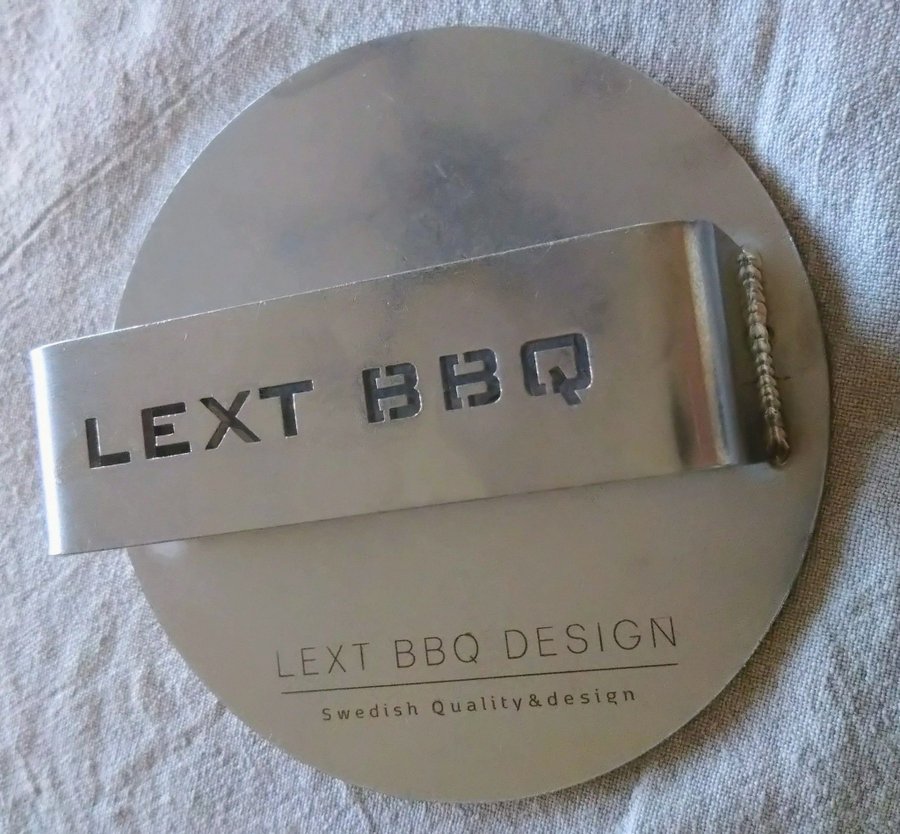 LEXT BBQ
LEXT BBQ DESIGN
Swedish Quality&design